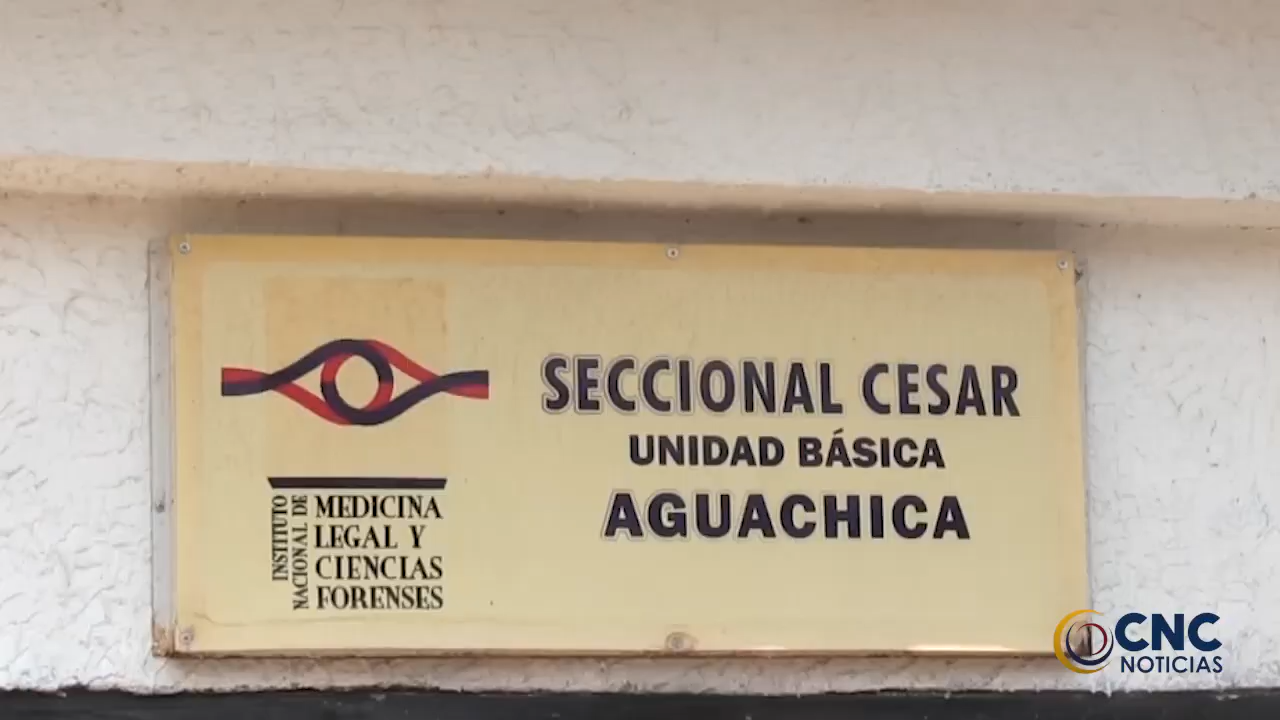 SECCIONAL CESAR
UNIDAD BÁSICA
AGUACHICA
INSTITUTO
NACIONAL DE
MEDICINA
LEGAL Y
CIENCIAS
FORENSES
CNC
NOTICIAS